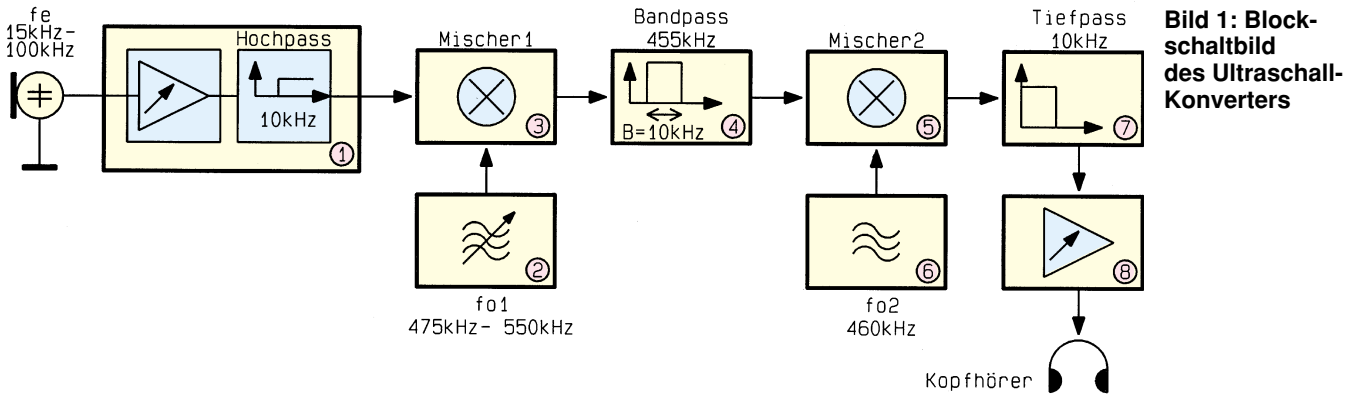 fe
15kHz-
100kHz
Hochpass
10kHz
1
Mischer1
3
2
fo1
475kHz- 550kHz
Bandpass
455kHz
B=10kHz
4
Mischer2
5
6
fo2
460kHz
Tiefpass
10kHz
7
8
Kopfhörer
Bild 1: Block-
schaltbild
des Ultraschall-
Konverters